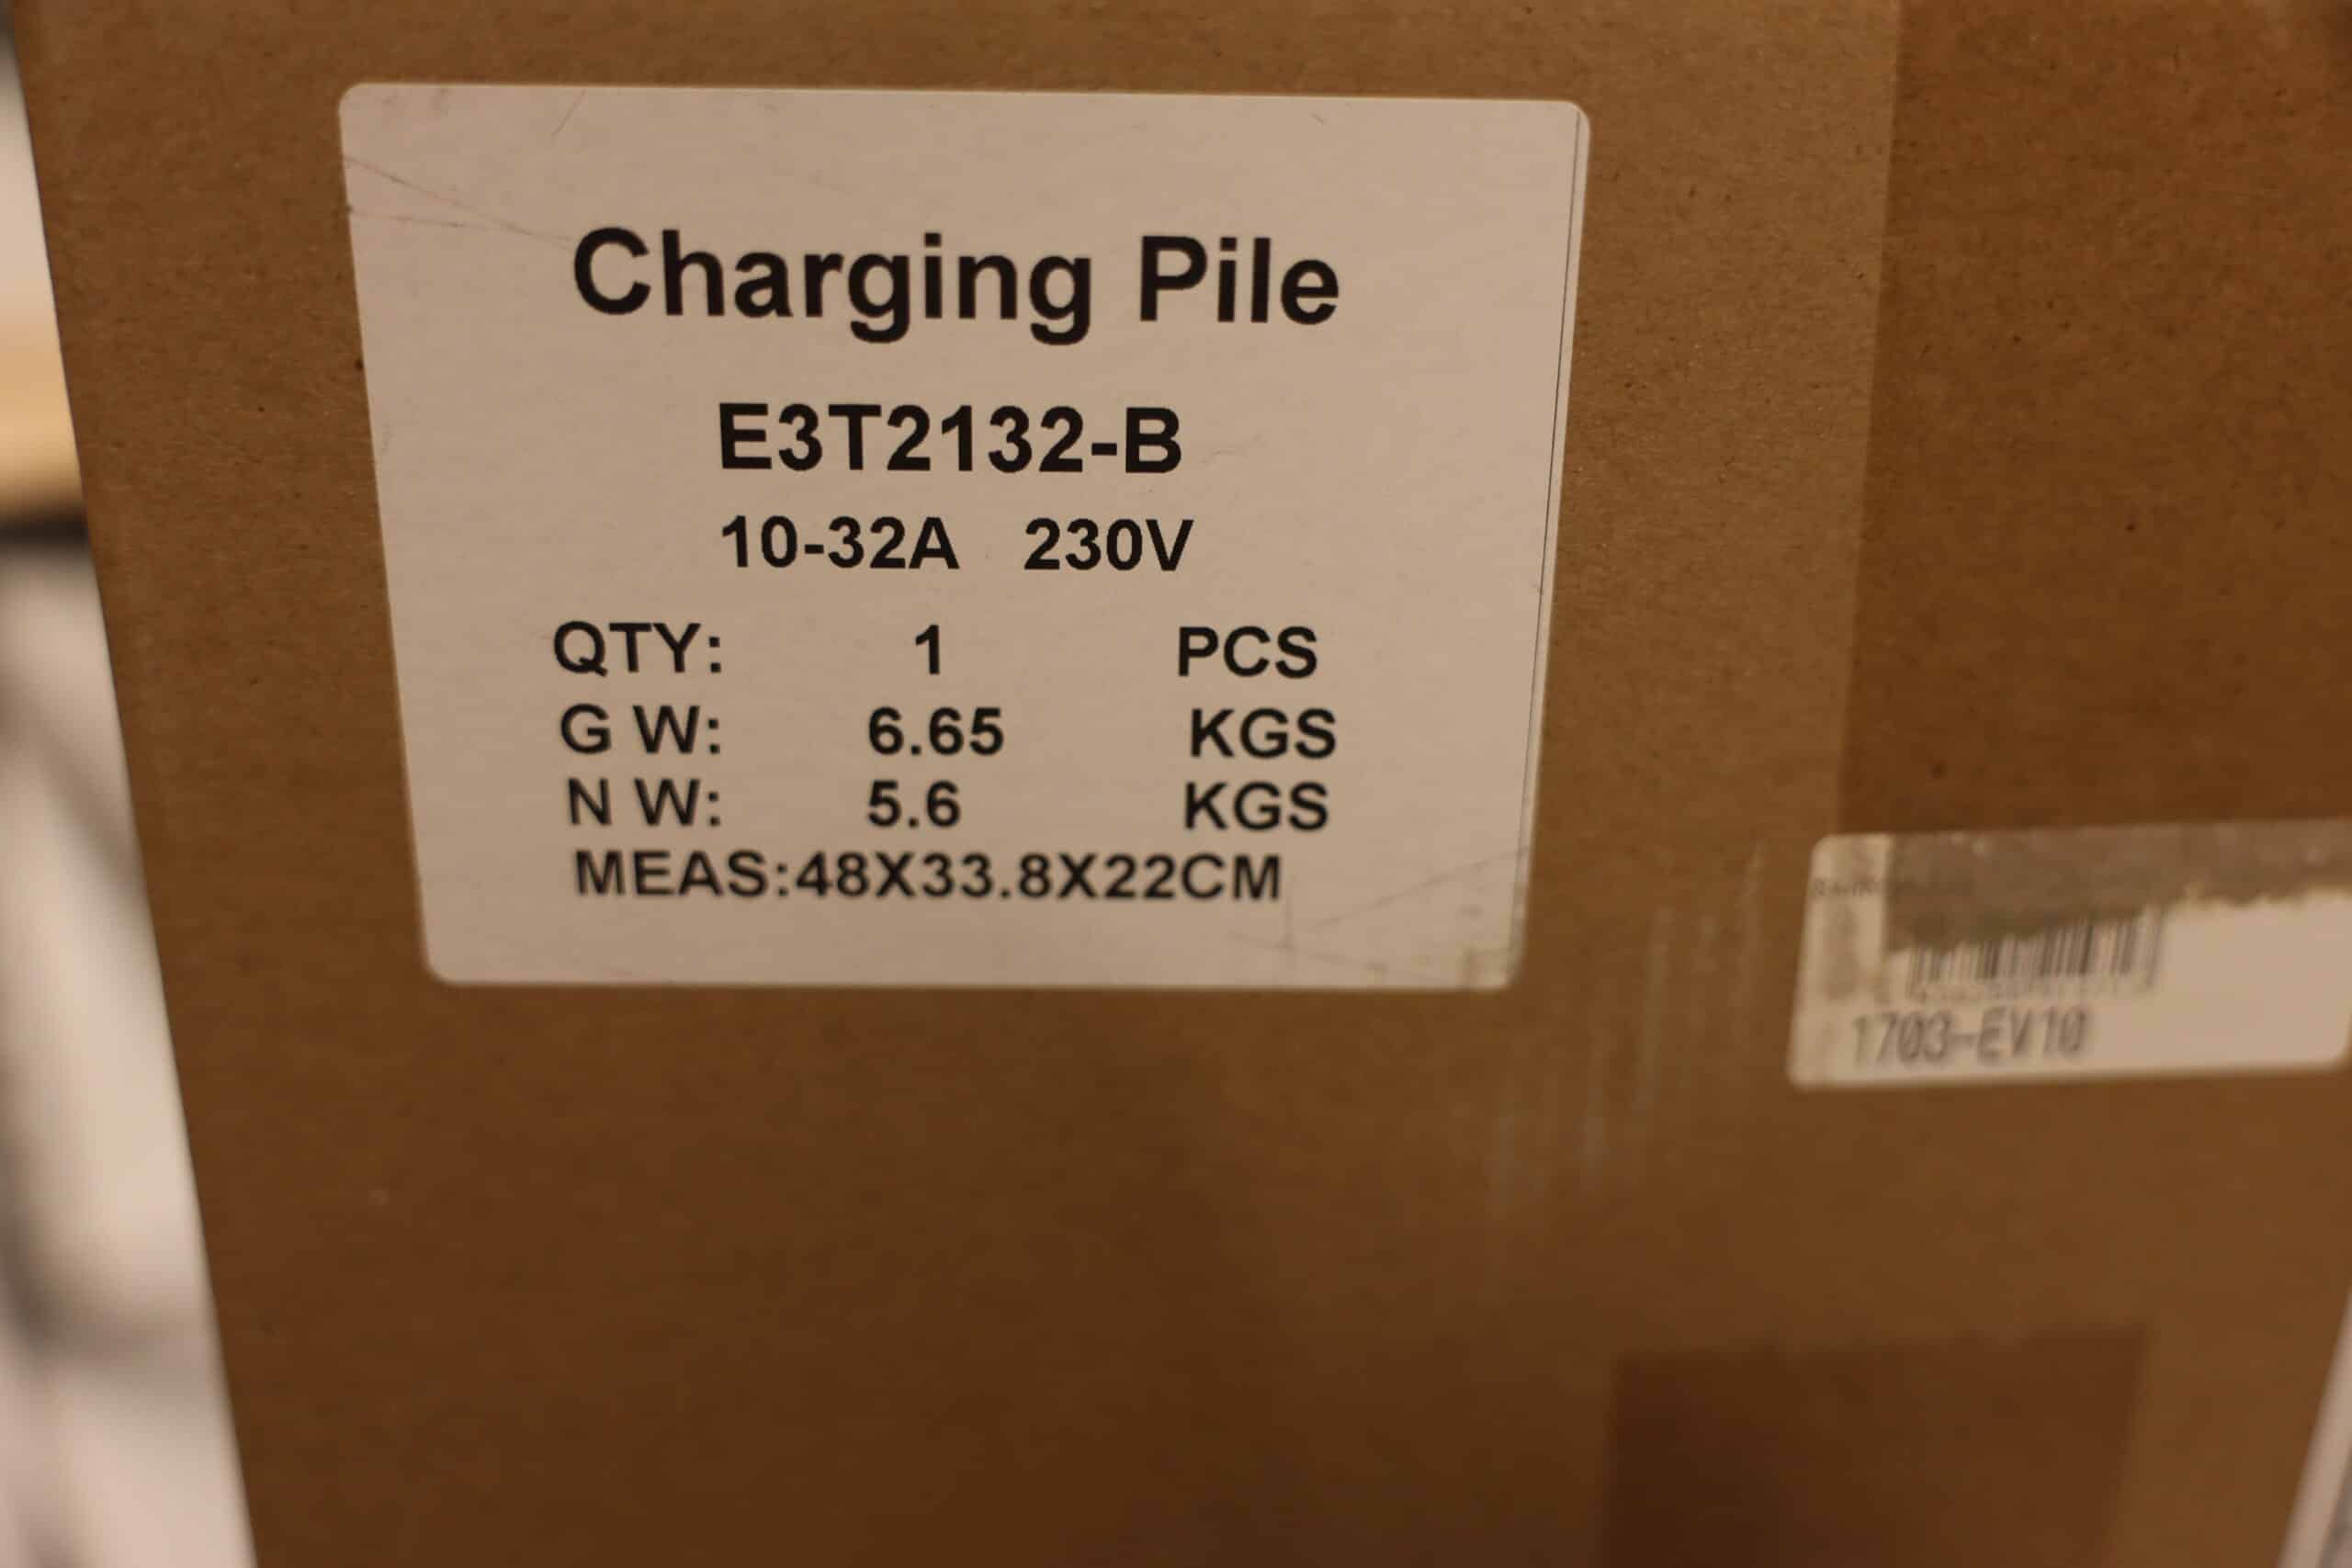 Charging Pile
E3T2132-B
10-32A 230V
QTY: 1 PCS
G W: 6.65 KGS
N W: 5.6 KGS
MEAS:48X33.8X22CM
1703-EV10